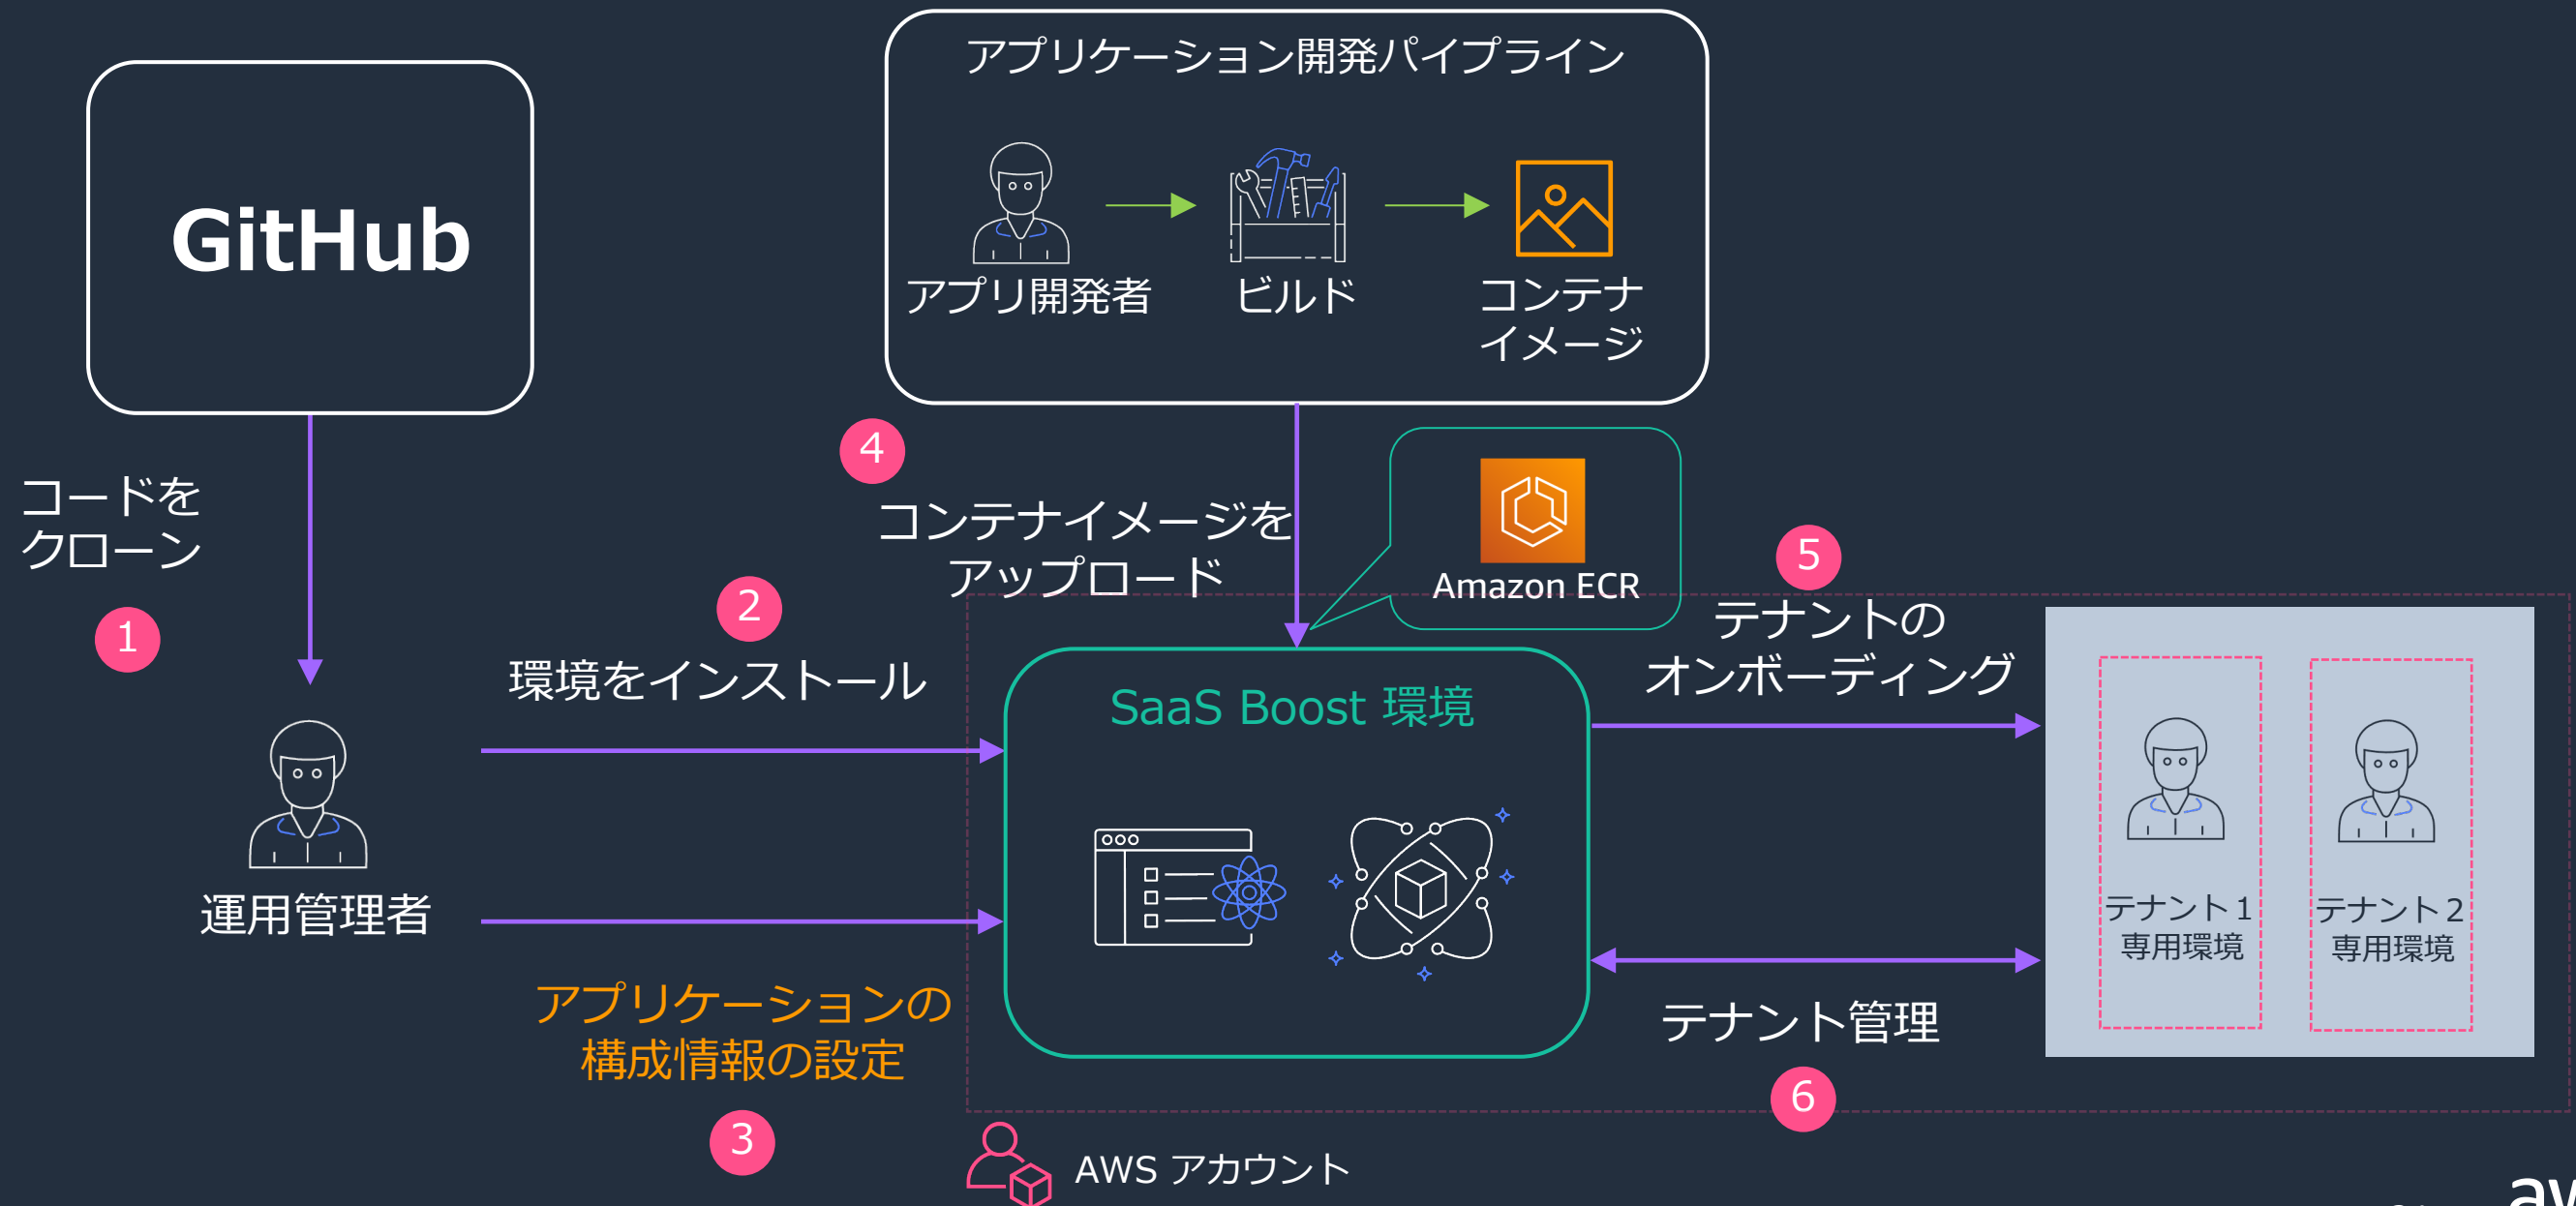 GitHub
アプリケーション開発パイプライン
アプリ開発者
ビルド
コンテナ
イメージ
コードを
クローン
1
4
コンテナイメージを
アップロード
Amazon ECR
2
環境をインストール
運用管理者
アプリケーションの
構成情報の設定
3
SaaS Boost 環境
5
テナントの
オンボーディング
テナント管理
6
テナント1
専用環境
テナント2
専用環境
AWS アカウント